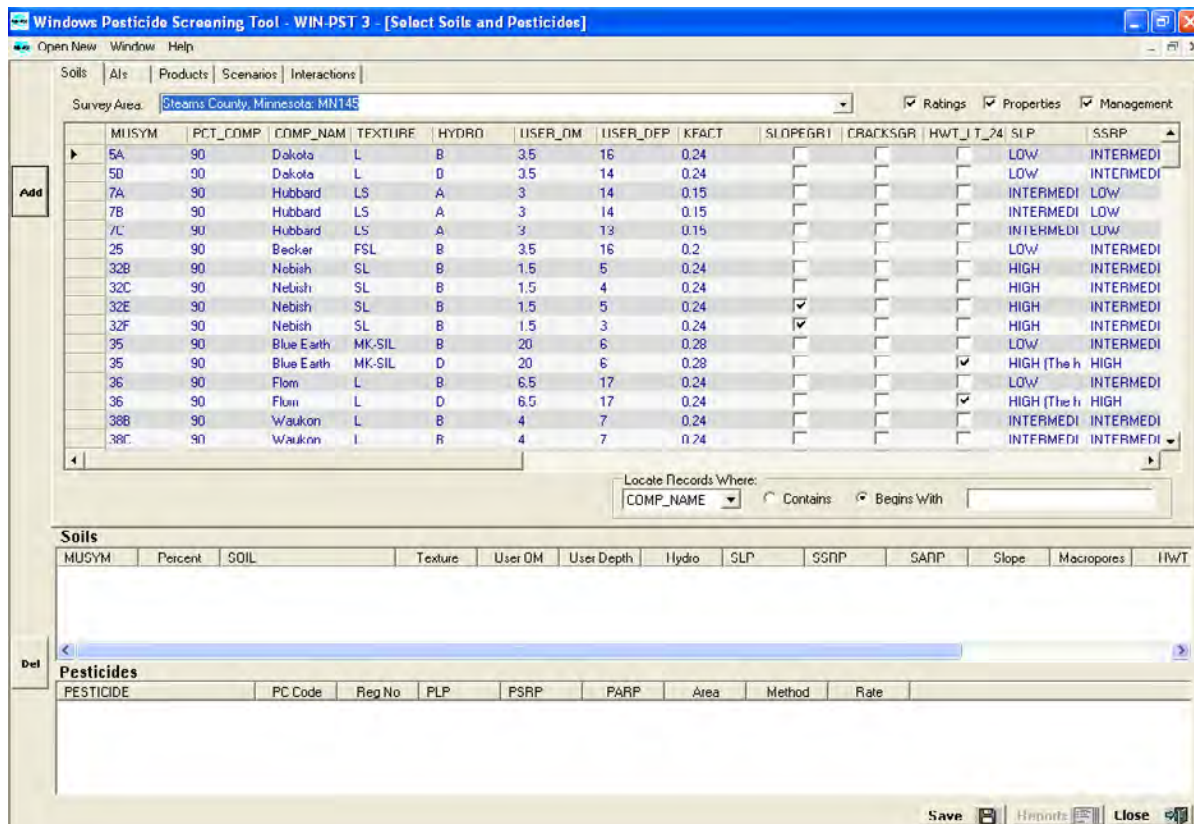 Windows Pesticide Screening Tool - WIN-PST 3 - [Select Soils and Pesticides]
Open New Window Help
Soils AIs Products Scenarios Interactions
Survey Area: Stearns County, Minnesota: MN145 Ratings Properties Management
MUSYM PCT_COMP COMP_NAM TEXTURE HYDRO USER_OM USER_DEP KFACT SLOPEGR1 CRACKSGR HWT_LT_24 SLP SSRP
5A 90 Dakota L B 3.5 16 0.24 LOW INTERMEDI
5B 90 Dakota L B 3.5 14 0.24 LOW INTERMEDI
7A 90 Hubbard LS A 3 14 0.15 INTERMEDI LOW
7B 90 Hubbard LS A 3 14 0.15 INTERMEDI LOW
7C 90 Hubbard LS A 3 13 0.15 INTERMEDI LOW
25 90 Becker FSL B 3.5 16 0.2 LOW INTERMEDI
32B 90 Nebish SL B 1.5 5 0.24 HIGH INTERMEDI
32C 90 Nebish SL B 1.5 4 0.24 HIGH INTERMEDI
32E 90 Nebish SL B 1.5 5 0.24 HIGH INTERMEDI
32F 90 Nebish SL B 1.5 3 0.24 HIGH INTERMEDI
35 90 Blue Earth MK-SIL B 20 6 0.28 LOW INTERMEDI
35 90 Blue Earth MK-SIL D 20 6 0.28 HIGH (The h HIGH
36 90 Flom L B 6.5 17 0.24 LOW INTERMEDI
36 90 Flom L D 6.5 17 0.24 HIGH (The h HIGH
38B 90 Waukon L B 4 7 0.24 INTERMEDI INTERMEDI
38C 90 Waukon L B 4 7 0.24 INTERMEDI INTERMEDI
Add
Locate Records Where:
COMP_NAME Contains Begins With
Soils
MUSYM Percent SOIL Texture User OM User Depth Hydro SLP SSRP SARP Slope Macropores HWT
Del
Pesticides
PESTICIDE PC Code Reg No PLP PSRP PARP Area Method Rate
Save Reports Close